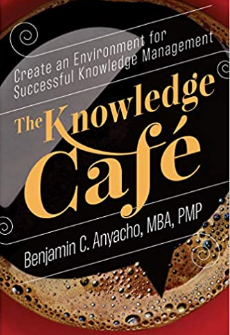 Create an Environment for
Successful Knowledge Management
The Knowledge
Café
Benjamin C. Anyacho, MBA, PMP